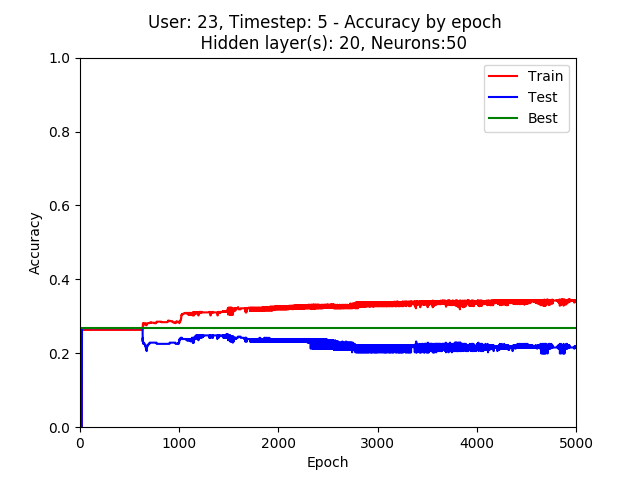 User: 23, Timestep: 5 - Accuracy by epoch
Hidden layer(s): 20, Neurons:50
1.0
0.8
0.6
0.4
0.2
0.0
Accuracy
Train
Test
Best
0 1000 2000 3000 4000 5000
Epoch